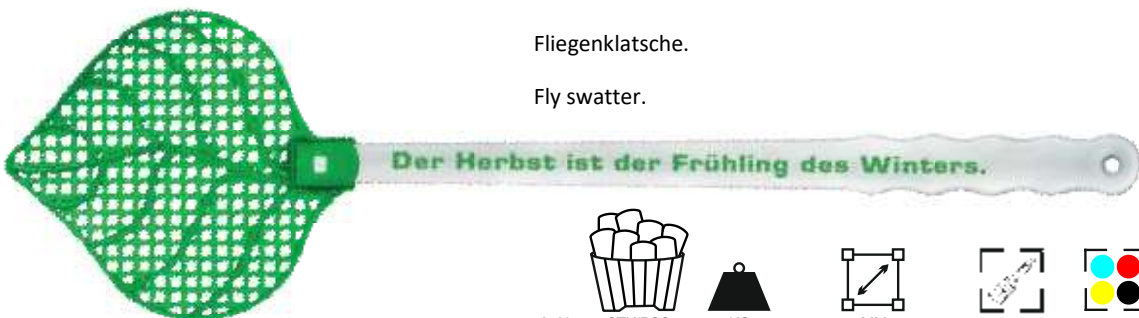 Fliegenklatsche.
Fly swatter.
Der Herbst ist der Frühling des Winters.